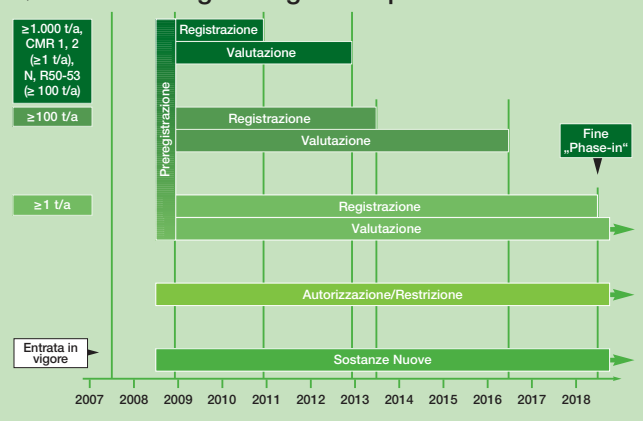 ≥1.000 t/a,
CMR 1, 2
(≥1 t/a),
N, R50-53
(≥ 100 t/a)
Preregistrazione
Registrazione
Valutazione
≥100 t/a
Registrazione
Valutazione
Fine
„Phase-in“
≥1 t/a
Registrazione
Valutazione
Autorizzazione/Restrizione
Entrata in
vigore
Sostanze Nuove
2007 2008 2009 2010 2011 2012 2013 2014 2015 2016 2017 2018